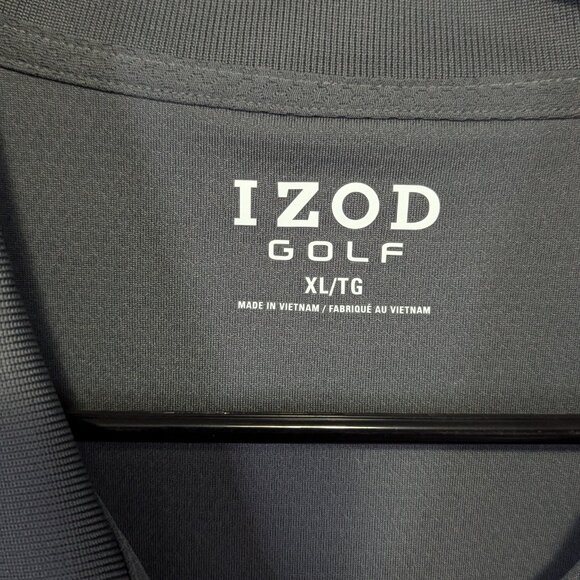 IZOD
GOLF
XL/TG
MADE IN VIETNAM / FABRIQUÉ AU VIETNAM